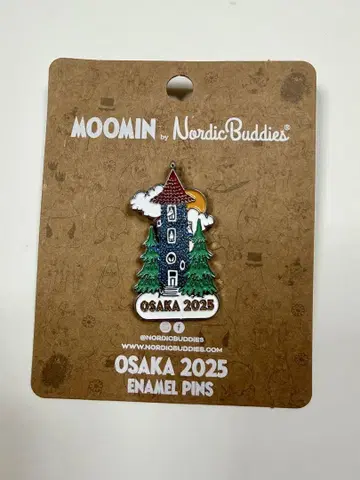 MOOMIN by NordicBuddies®
OSAKA 2025
@NORDICBUDDIES
WWW.NORDICBUDDIES.COM
OSAKA 2025
ENAMEL PINS